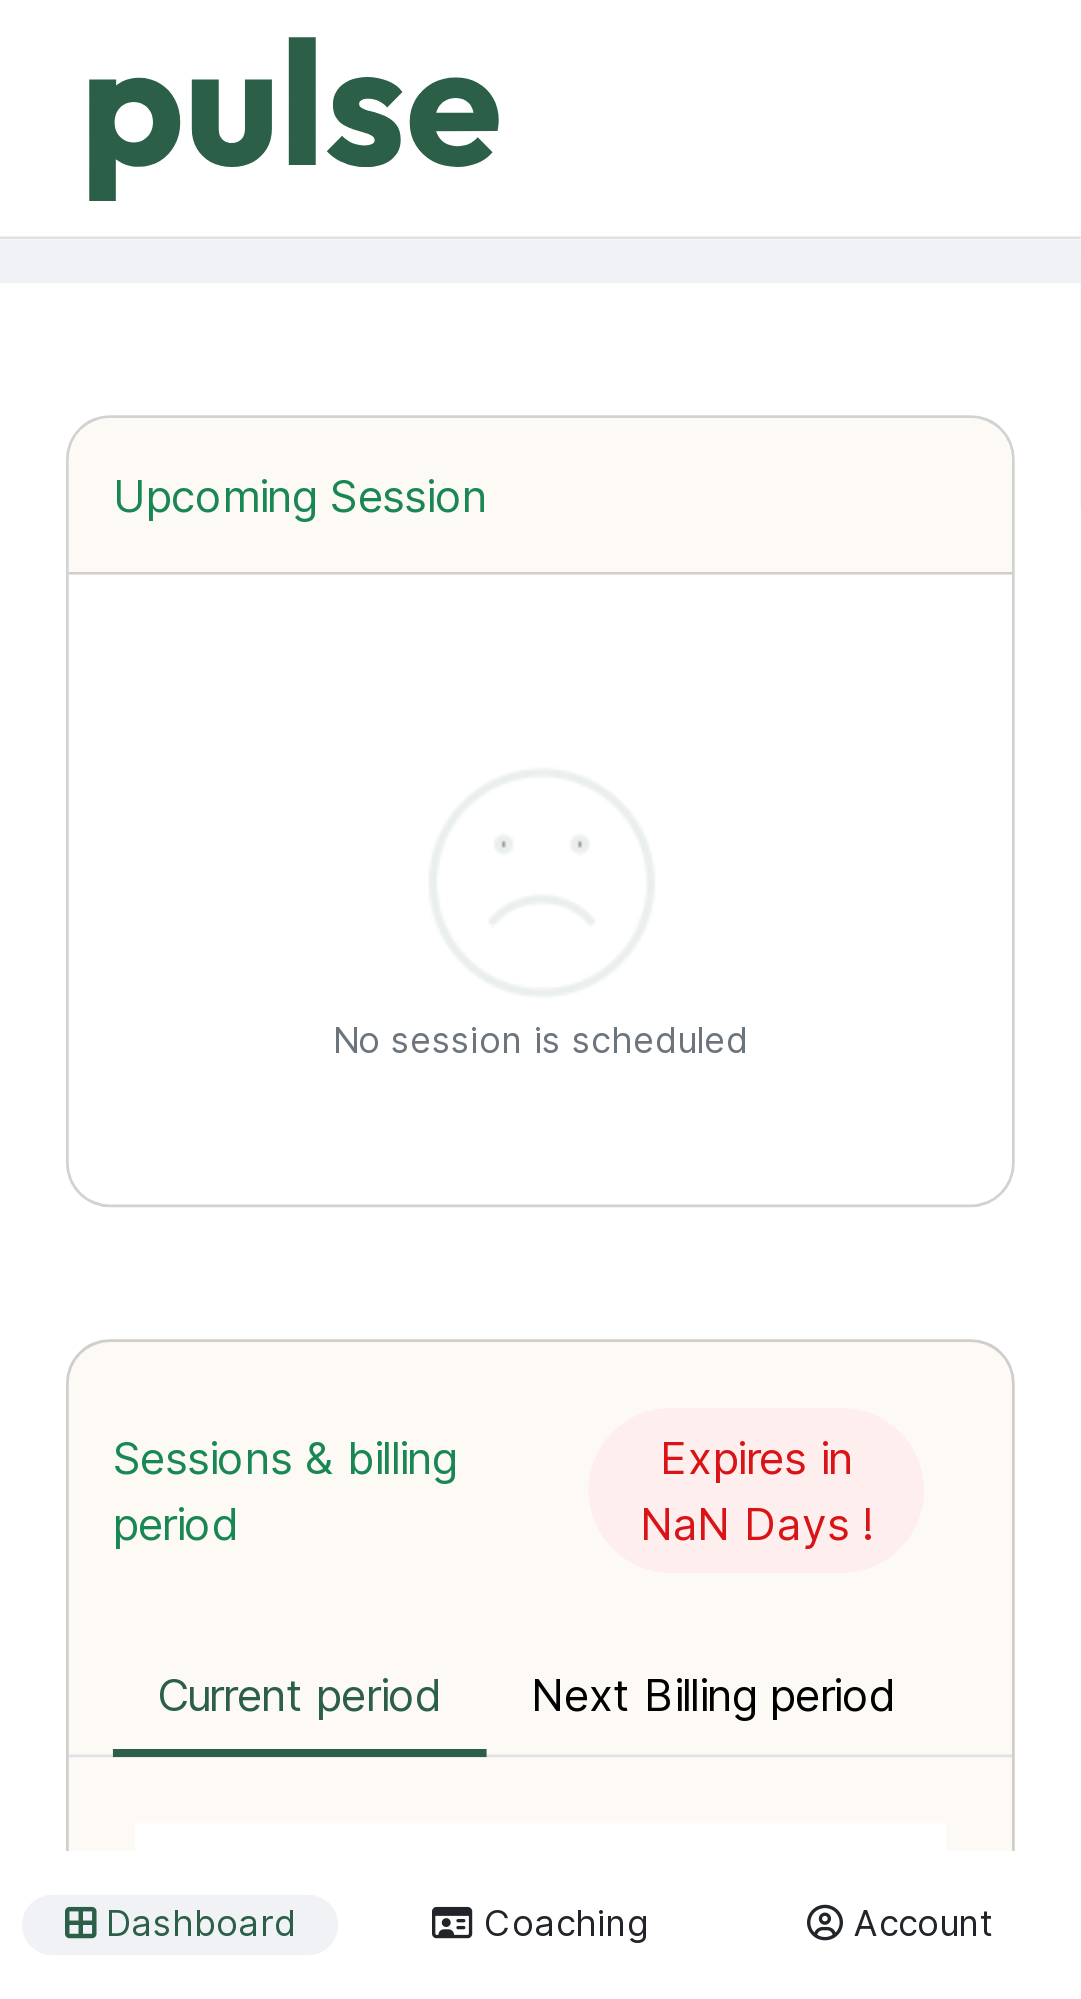 pulse
Upcoming Session
No session is scheduled
Sessions & billing
period
Expires in
NaN Days !
Current period
Next Billing period
Dashboard
Coaching
Account